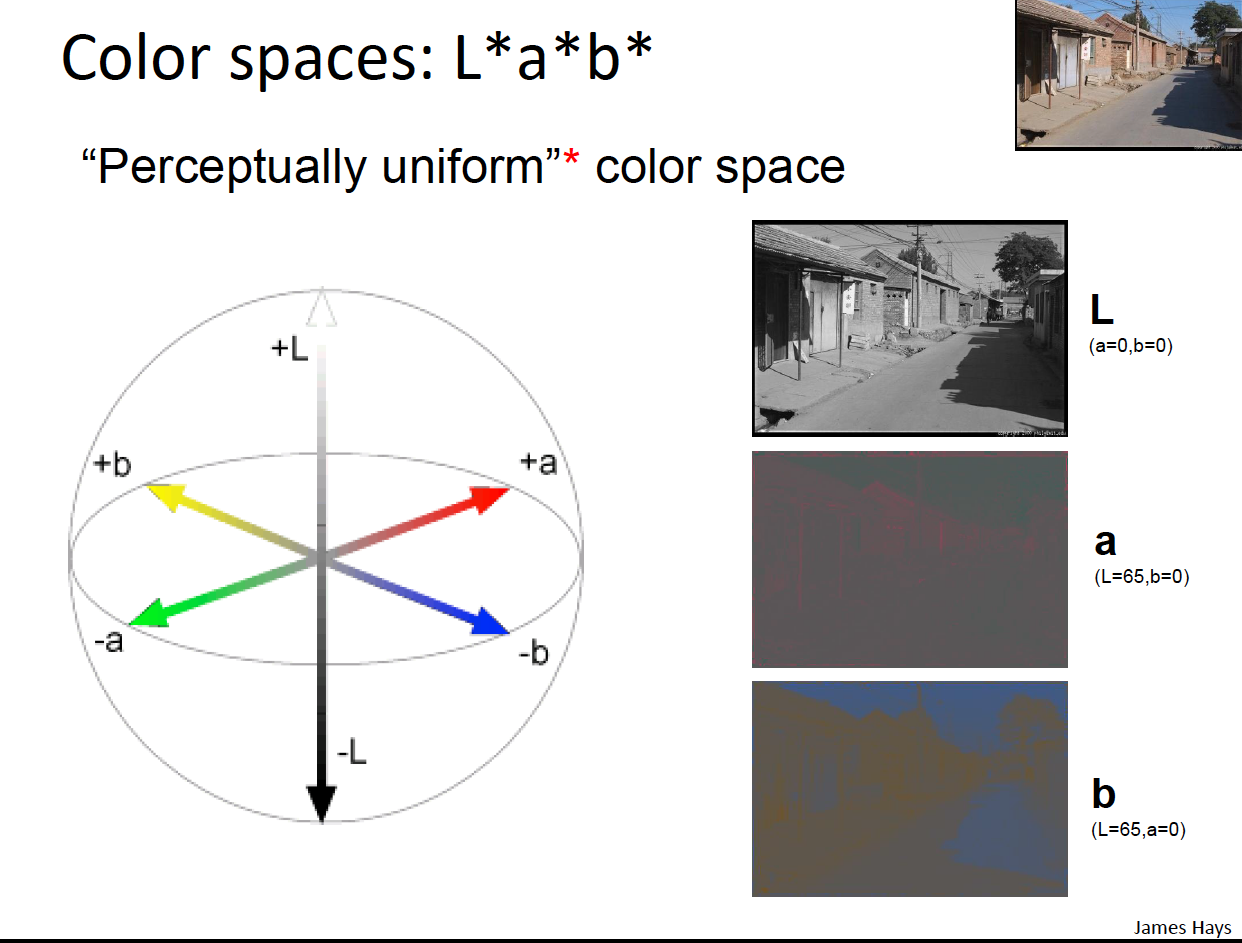 Color spaces: L*a*b*
“Perceptually uniform”* color space
+L
+b
+a
-a
-b
-L
L
(a=0,b=0)
a
(L=65,b=0)
b
(L=65,a=0)
James Hays